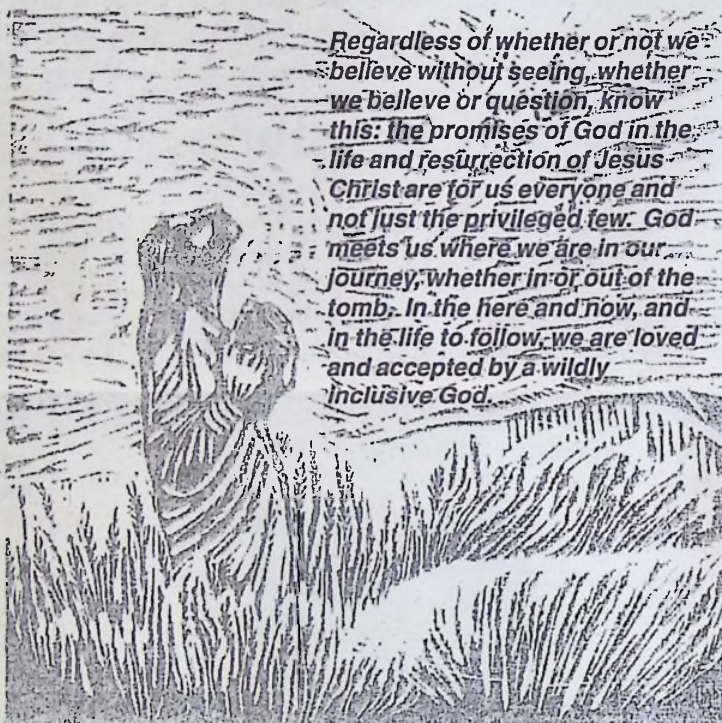 Regardless of whether or not we
believe without seeing, whether
we believe or question, know
this: the promises of God in the
life and resurrection of Jesus
Christ are for us everyone and
not just the privileged few. God
meets us where we are in our
journey, whether in or out of the
tomb. In the here and now, and
in the life to follow, we are loved
and accepted by a wildly
inclusive God.